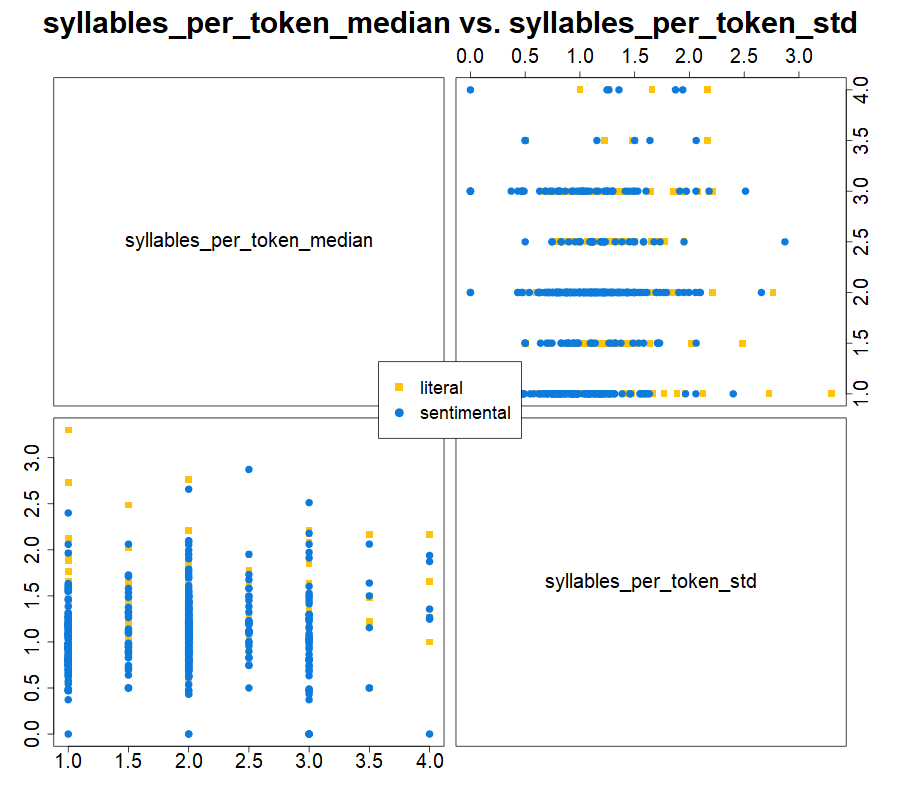 syllables_per_token_median vs. syllables_per_token_std
0.0 0.5 1.0 1.5 2.0 2.5 3.0
syllables_per_token_median
4.0
3.5
3.0
2.5
2.0
1.5
1.0
literal
sentimental
3.0
2.5
2.0
1.5
1.0
0.5
0.0
syllables_per_token_std
1.0 1.5 2.0 2.5 3.0 3.5 4.0